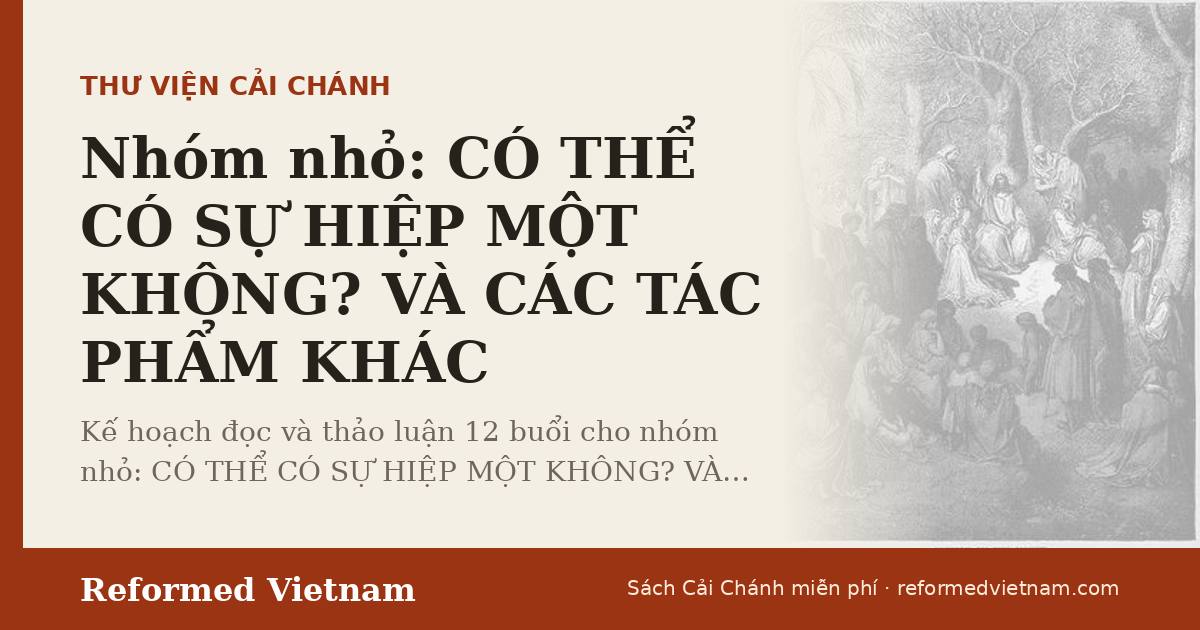 THƯ VIỆN CẢI CHÁNH
Nhóm nhỏ: CÓ THỂ
CÓ SỰ HIỆP MỘT
KHÔNG? VÀ CÁC TÁC
PHẨM KHÁC
Kế hoạch đọc và thảo luận 12 buổi cho nhóm
nhỏ: CÓ THỂ CÓ SỰ HIỆP MỘT KHÔNG? VÀ...
Reformed Vietnam
Sách Cải Chánh miễn phí · reformedvietnam.com